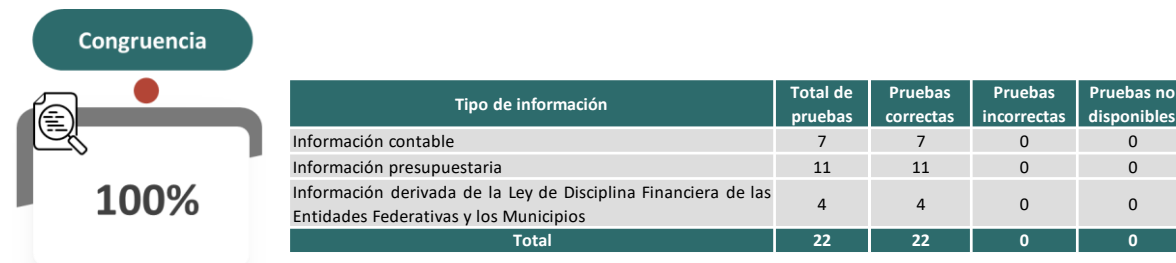 Congruencia
100%
Tipo de información
Total de
pruebas
Pruebas
correctas
Pruebas
incorrectas
Pruebas no
disponibles
Información contable 7 7 0 0
Información presupuestaria 11 11 0 0
Información derivada de la Ley de Disciplina Financiera de las
Entidades Federativas y los Municipios 4 4 0 0
Total 22 22 0 0